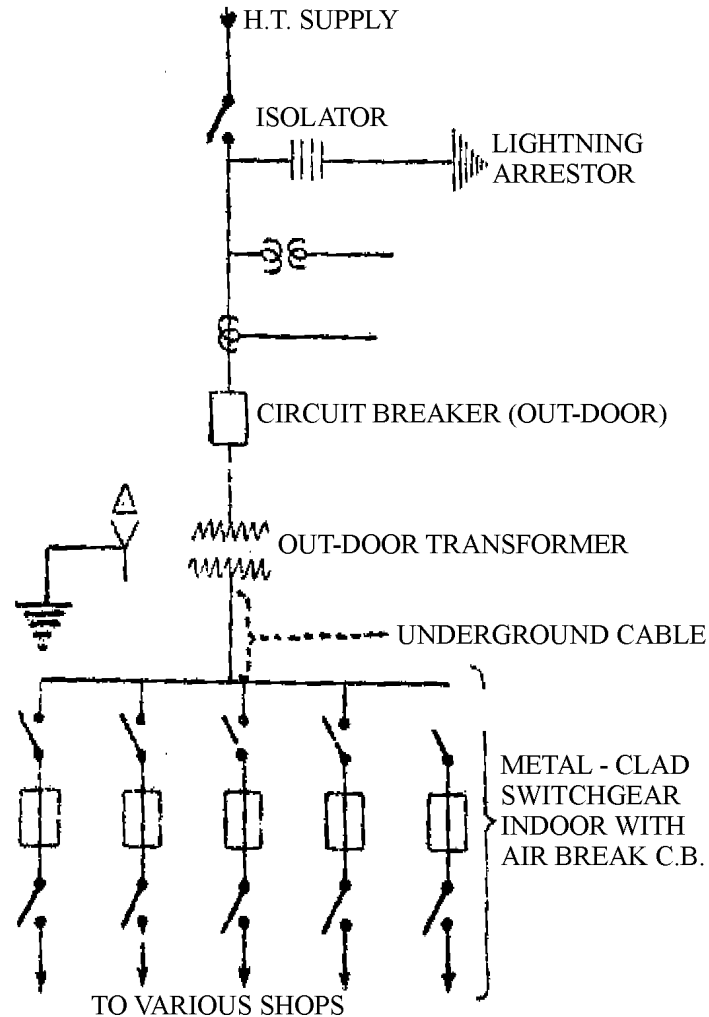 H.T. SUPPLY
ISOLATOR
LIGHTNING
ARRESTOR
CIRCUIT BREAKER (OUT-DOOR)
OUT-DOOR TRANSFORMER
UNDERGROUND CABLE
METAL - CLAD
SWITCHGEAR
INDOOR WITH
AIR BREAK C.B.
TO VARIOUS SHOPS